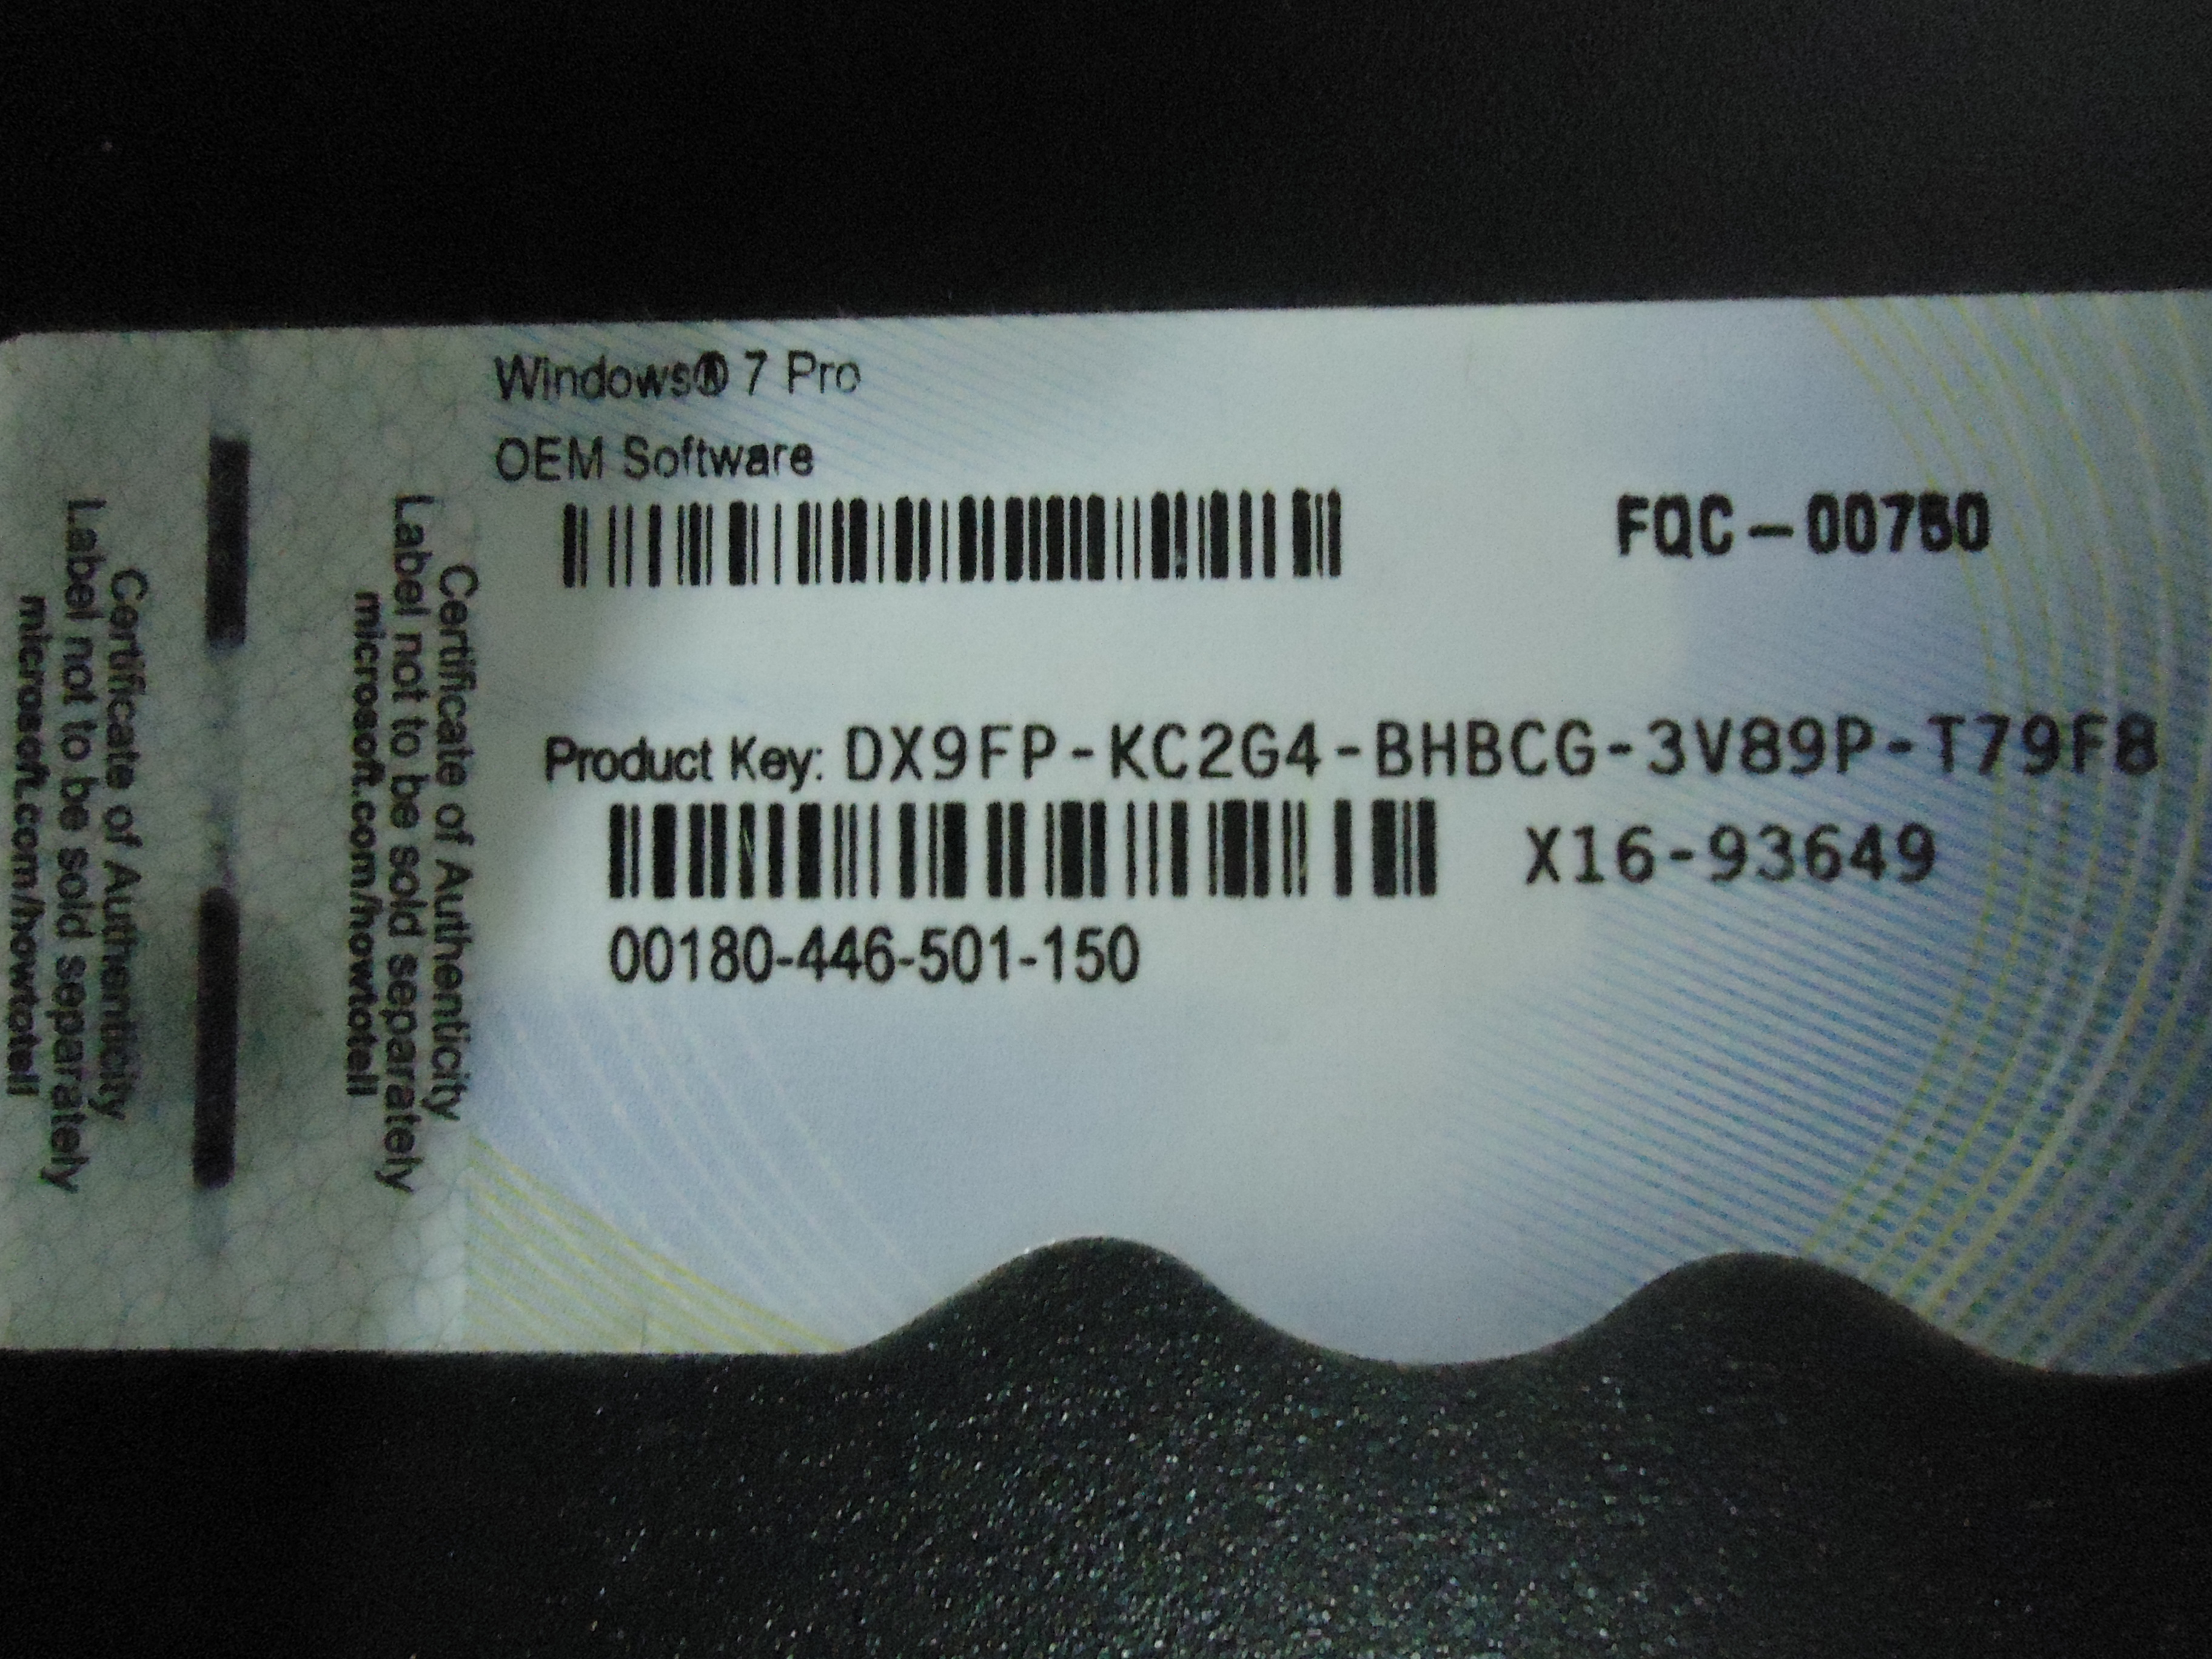 Windows® 7 Pro
OEM Software
FQC-00750
Product Key: DX9FP-KC2G4-BHBCG-3V89P-T79F8
X16-93649
00180-446-501-150
Certificate of Authenticity
Label not to be sold separately
microsoft.com/howtotell
Certificate of Authenticity
Label not to be sold separately
microsoft.com/howtotell